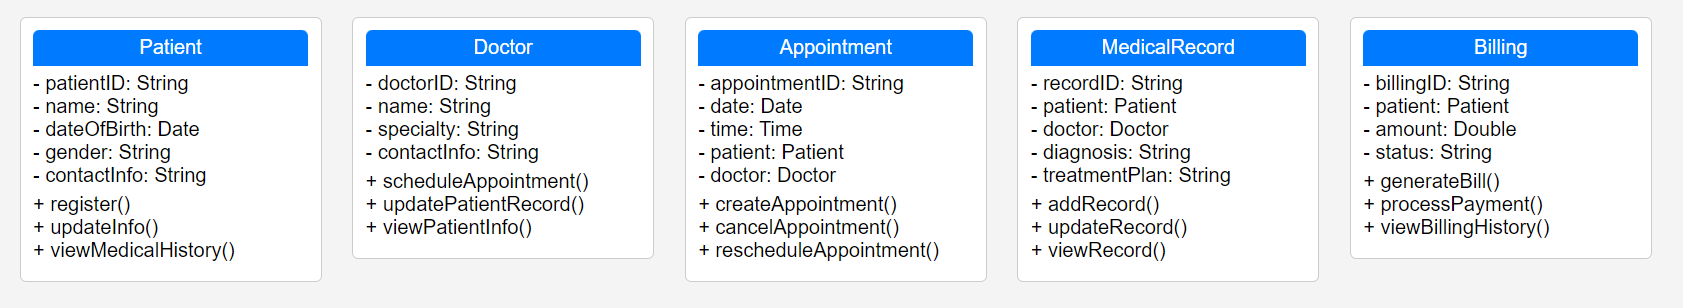 Patient
- patientID: String
- name: String
- dateOfBirth: Date
- gender: String
- contactInfo: String
+ register()
+ updateInfo()
+ viewMedicalHistory()
Doctor
- doctorID: String
- name: String
- specialty: String
- contactInfo: String
+ scheduleAppointment()
+ updatePatientRecord()
+ viewPatientInfo()
Appointment
- appointmentID: String
- date: Date
- time: Time
- patient: Patient
- doctor: Doctor
+ createAppointment()
+ cancelAppointment()
+ rescheduleAppointment()
MedicalRecord
- recordID: String
- patient: Patient
- doctor: Doctor
- diagnosis: String
- treatmentPlan: String
+ addRecord()
+ updateRecord()
+ viewRecord()
Billing
- billingID: String
- patient: Patient
- amount: Double
- status: String
+ generateBill()
+ processPayment()
+ viewBillingHistory()